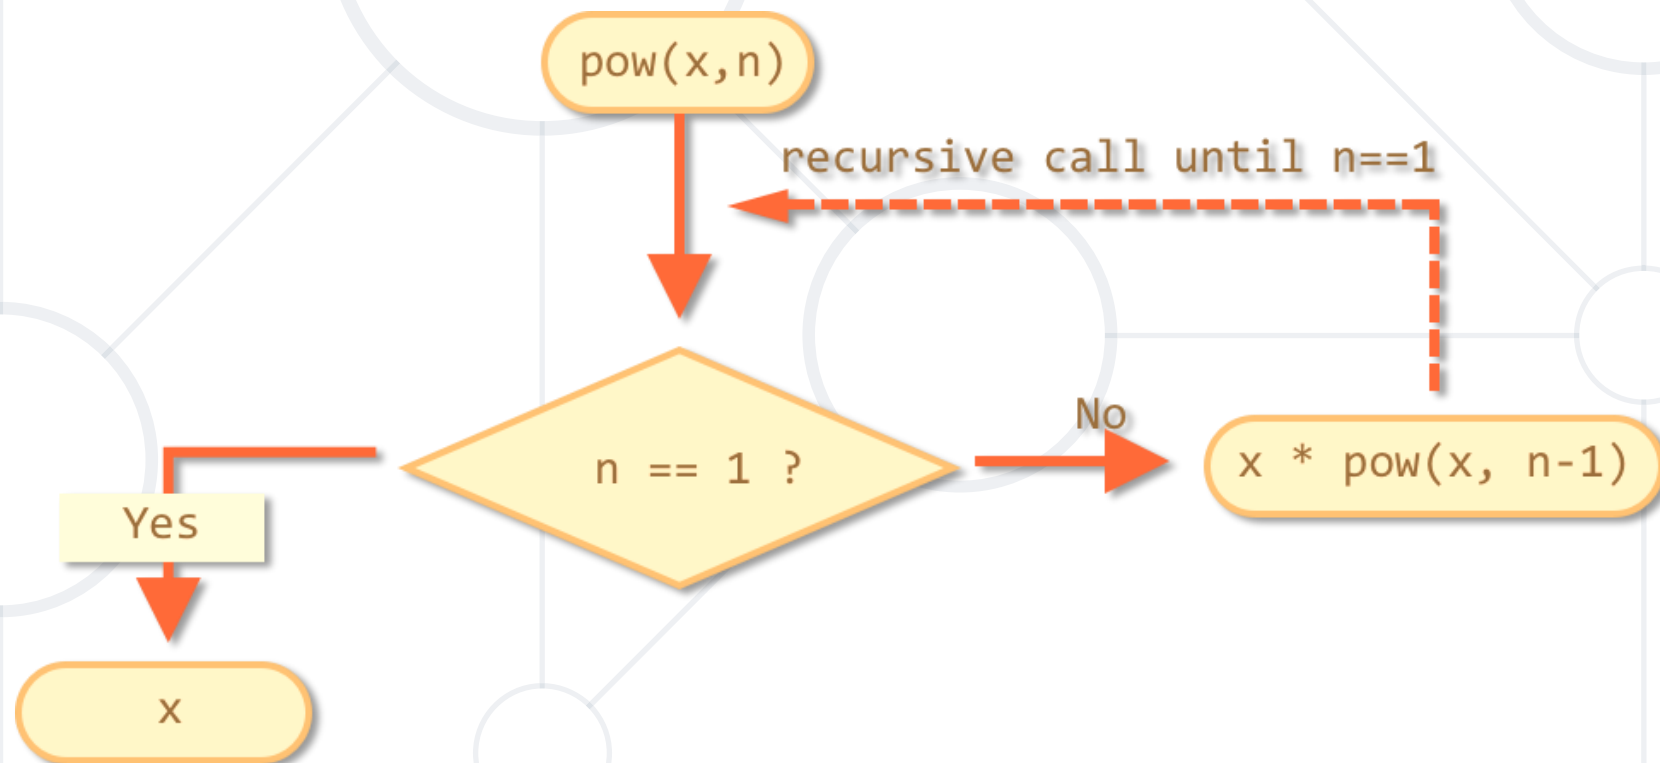 pow(x,n)
recursive call until n==1
No
n == 1 ?
x * pow(x, n-1)
Yes
x